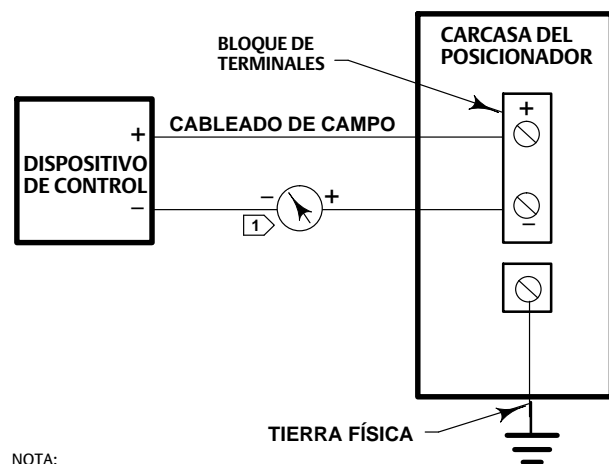 CARCASA DEL
POSICIONADOR
BLOQUE DE
TERMINALES
+
+
CABLEADO DE CAMPO
DISPOSITIVO
DE CONTROL
−
−
+
−
1
TIERRA FÍSICA
NOTA: